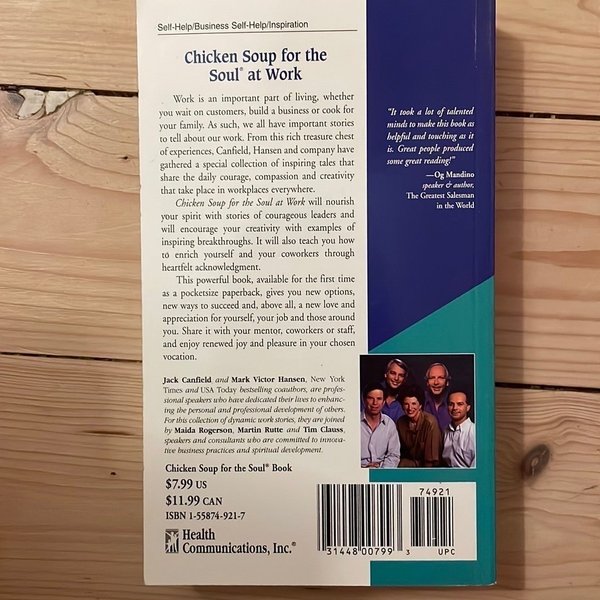 Self-Help/Business Self-Help/Inspiration
Chicken Soup for the
Soul® at Work
Work is an important part of living, whether
you wait on customers, build a business or cook for
your family. As such, we all have important stories
to tell about our work. From this rich treasure chest
of experiences, Canfield, Hansen and company have
gathered a special collection of inspiring tales that
share the daily courage, compassion and creativity
that take place in workplaces everywhere.
Chicken Soup for the Soul at Work will nourish
your spirit with stories of courageous leaders and
will encourage your creativity with examples of
inspiring breakthroughs. It will also teach you how
to enrich yourself and your coworkers through
heartfelt acknowledgment.
This powerful book, available for the first time
as a pocketsize paperback, gives you new options,
new ways to succeed and, above all, a new love and
appreciation for yourself, your job and those around
you. Share it with your mentor, coworkers or staff,
and enjoy renewed joy and pleasure in your chosen
vocation.
Jack Canfield and Mark Victor Hansen, New York
Times and USA Today bestselling coauthors, are profes-
sional speakers who have dedicated their lives to enhanc-
ing the personal and professional development of others.
For this collection of dynamic work stories, they are joined
by Maida Rogerson, Martin Rutte and Tim Clauss,
speakers and consultants who are committed to innova-
tive business practices and spiritual development.
Chicken Soup for the Soul® Book
$7.99 US
$11.99 CAN
ISBN 1-55874-921-7
Health
Communications, Inc.®
"It took a lot of talented
minds to make this book as
helpful and touching as it
is. Great people produced
some great reading!"
—Og Mandino
speaker & author,
The Greatest Salesman
in the World
74921
31448 00799 3 UPC